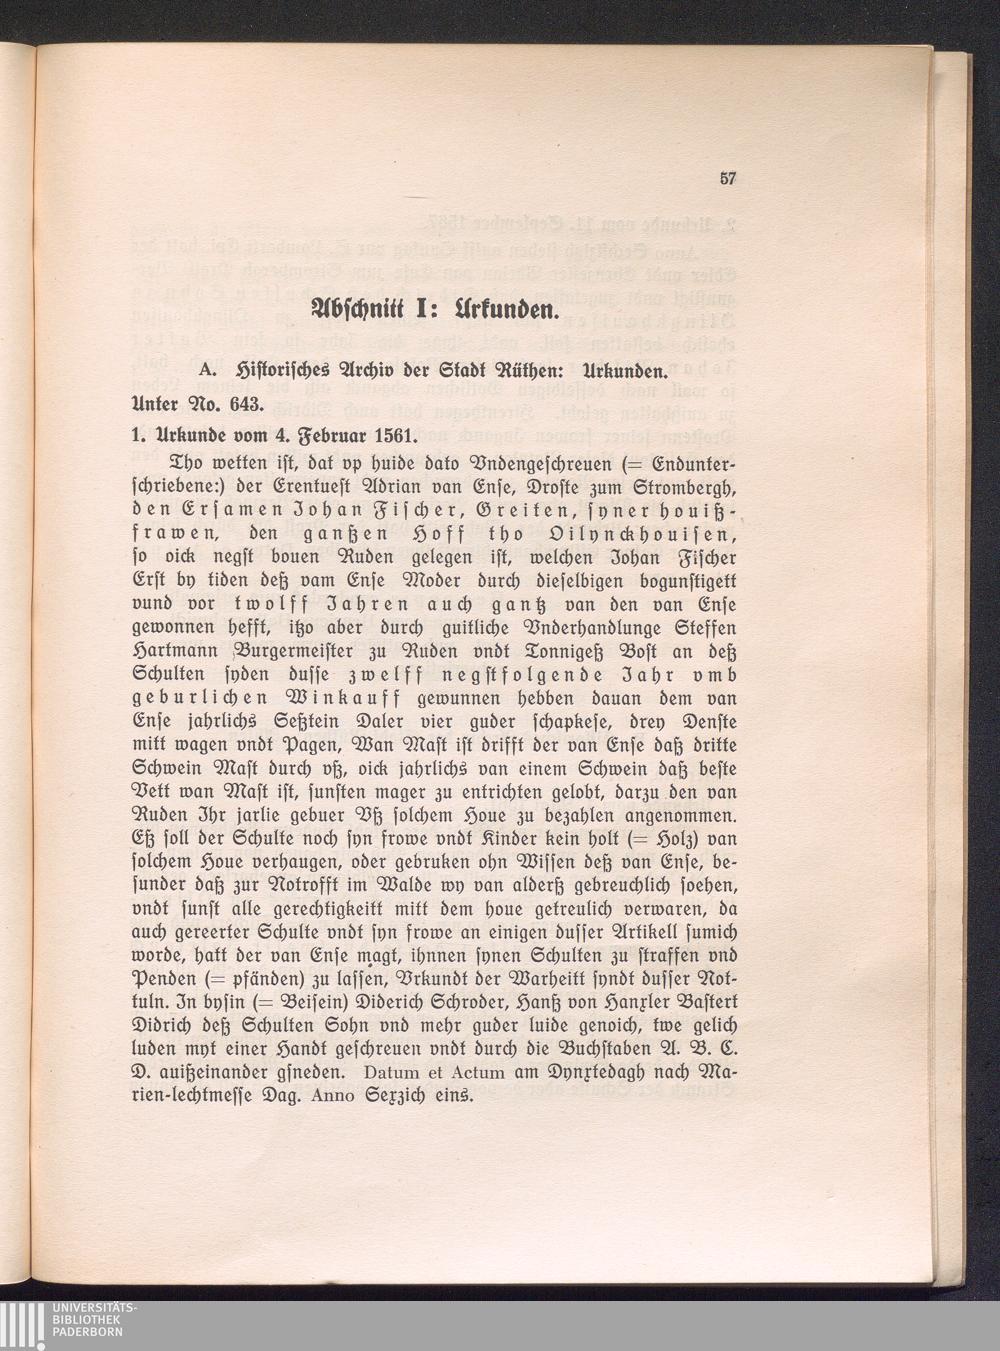 57
Abschnitt I: Urkunden.
A. Historisches Archiv der Stadt Rüthen: Urkunden.
Unter No. 643.
1. Urkunde vom 4. Februar 1561.
Tho wetten ist, dat vp huide dato Vndengeschreuen (= Endunter-
schriebene:) der Erentuest Adrian van Ense, Droste zum Strombergh,
den Ersamen Johan Fischer, Greiten, syner houiß-
frawen, den ganßen Hoff tho Oilynckhouisen,
so oick negst bouen Ruden gelegen ist, welchen Johan Fischer
Erst by tiden deß vam Ense Moder durch dieselbigen bogunstigett
vund vor twolff Jahren auch gantz van den van Ense
gewonnen hefft, itzo aber durch guitliche Vnderhandlunge Steffen
Hartmann Burgermeister zu Ruden vndt Tonnigeß Bost an deß
Schulten syden dusse zwelff negstfolgende Jahr vmb
geburlichen Winkauff gewunnen hebben dauan dem van
Ense jahrlichs Seßtein Daler vier guder schapkese, drey Denste
mitt wagen vndt Pagen, Wan Mast ist drifft der van Ense daß dritte
Schwein Mast durch vß, oick jahrlichs van einem Schwein daß beste
Vett wan Mast ist, sunsten mager zu entrichten gelobt, darzu den van
Ruden Ihr jarlie gebuer Vß solchem Houe zu bezahlen angenommen.
Eß soll der Schulte noch syn frowe vndt Kinder kein holt (= Holz) van
solchem Houe verhaugen, oder gebruken ohn Wissen deß van Ense, be-
sunder daß zur Notrofft im Walde wy van alderß gebreuchlich soehen,
vndt sunst alle gerechtigkeitt mitt dem houe getreulich verwaren, da
auch gereerter Schulte vndt syn frowe an einigen dusser Artikell sumich
worde, hatt der van Ense magt, ihnnen synen Schulten zu straffen vnd
Penden (= pfänden) zu lassen, Vrkundt der Warheitt syndt dusser Not-
tuln. In bysin (= Beisein) Diderich Schroder, Hanß von Hanxler Bastert
Didrich deß Schulten Sohn vnd mehr guder luide genoich, twe gelich
luden myt einer Handt geschreuen vndt durch die Buchstaben A. B. C.
D. auißeinander gsneden. Datum et Actum am Dynxtedagh nach Ma-
rien-lechtmesse Dag. Anno Sexzich eins.
UNIVERSITÄTS-
BIBLIOTHEK
PADERBORN